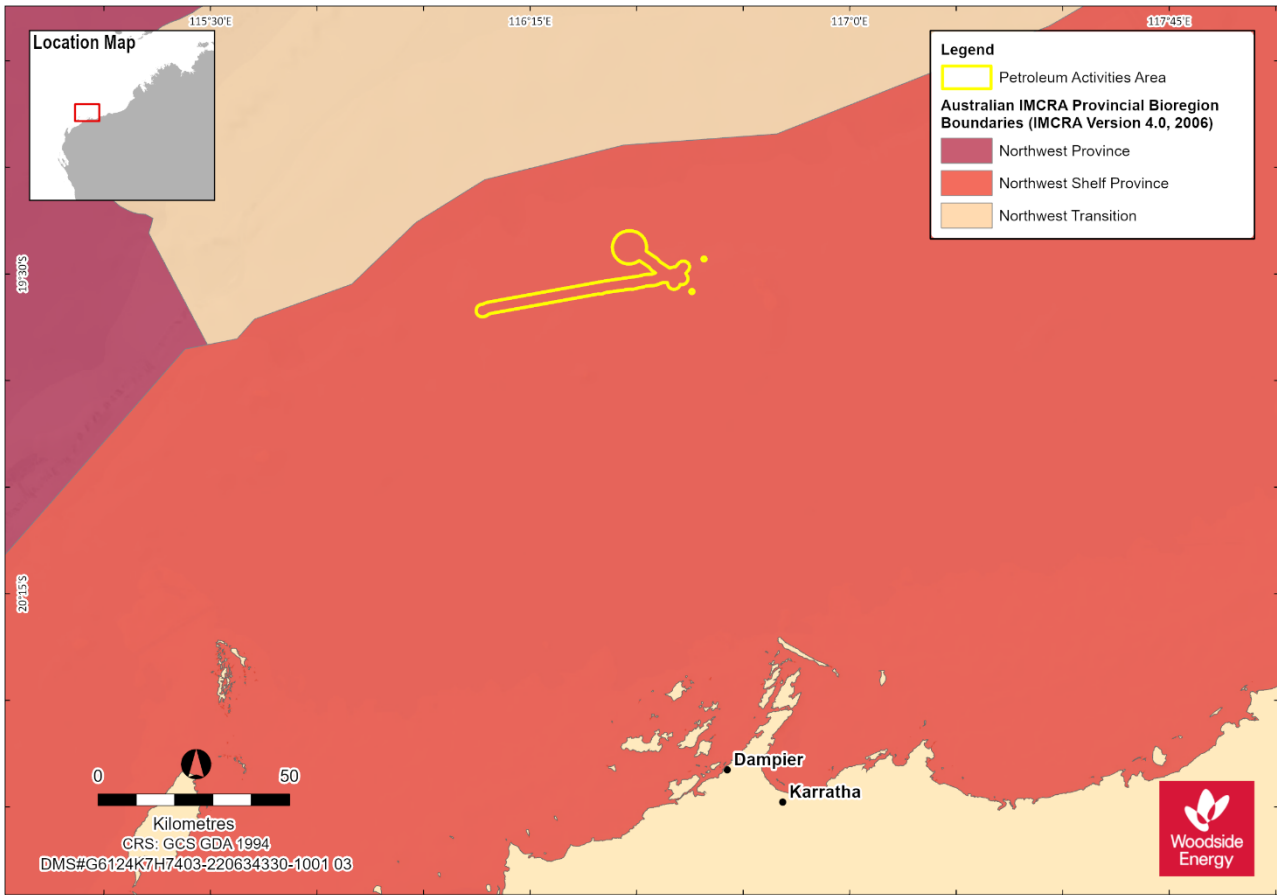 115°30'E
116°15'E
117°0'E
117°45'E
Location Map
Legend
Petroleum Activities Area
Australian IMCRA Provincial Bioregion
Boundaries (IMCRA Version 4.0, 2006)
Northwest Province
Northwest Shelf Province
Northwest Transition
19°30'S
20°15'S
Dampier
Karratha
0 50
Kilometres
CRS: GCS GDA 1994
DMS#G6124K7H7403-220634330-1001 03
Woodside
Energy